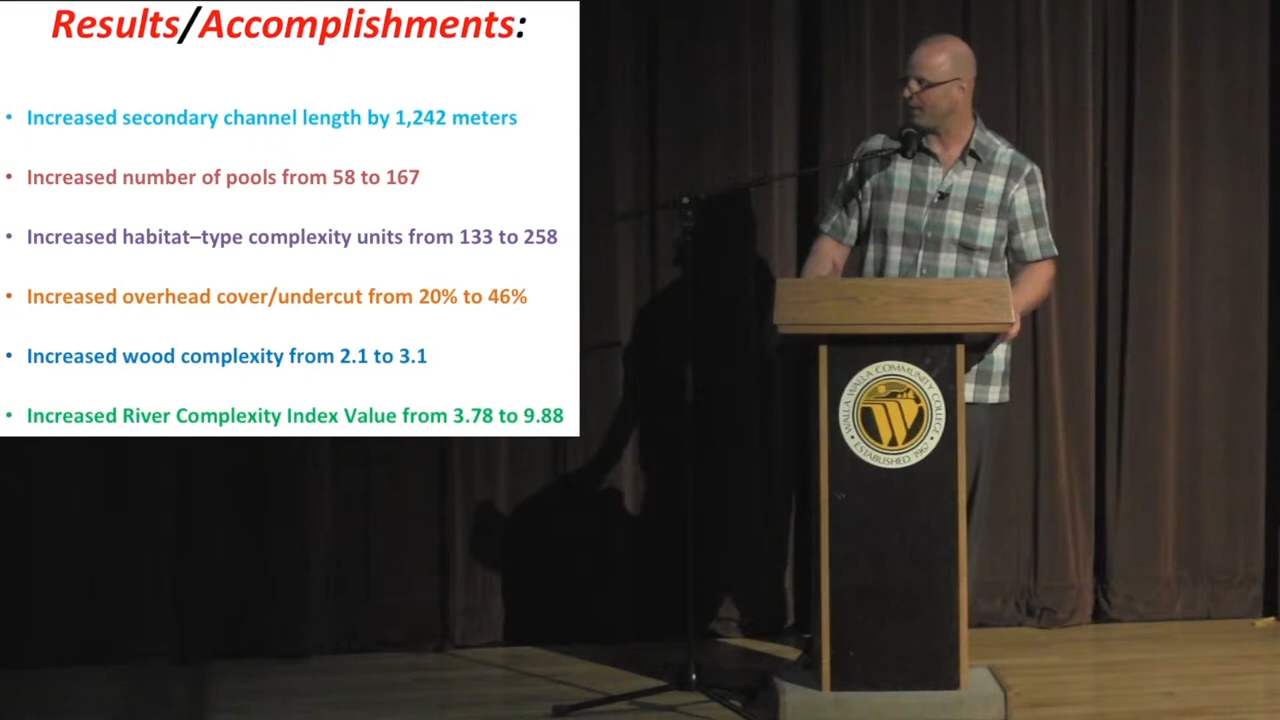 Results/Accomplishments:
• Increased secondary channel length by 1,242 meters
• Increased number of pools from 58 to 167
• Increased habitat–type complexity units from 133 to 258
• Increased overhead cover/undercut from 20% to 46%
• Increased wood complexity from 2.1 to 3.1
• Increased River Complexity Index Value from 3.78 to 9.88
WALLA WALLA COMMUNITY COLLEGE
• ESTABLISHED 1967 •